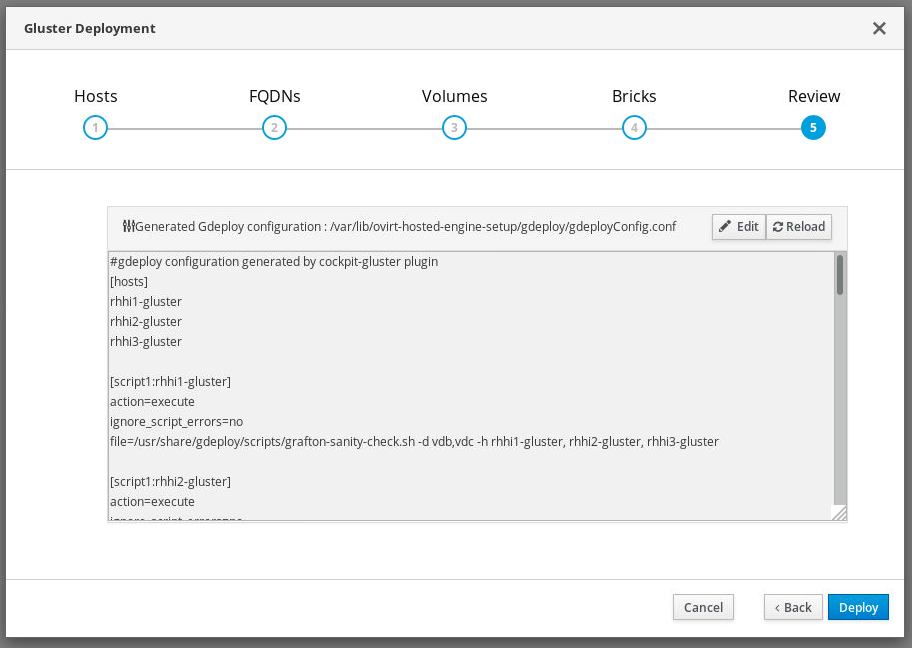 Gluster Deployment
Hosts FQDNs Volumes Bricks Review
1 2 3 4 5
Generated Gdeploy configuration : /var/lib/ovirt-hosted-engine-setup/gdeploy/gdeployConfig.conf Edit Reload
#gdeploy configuration generated by cockpit-gluster plugin
[hosts]
rhhi1-gluster
rhhi2-gluster
rhhi3-gluster
[script1:rhhi1-gluster]
action=execute
ignore_script_errors=no
file=/usr/share/gdeploy/scripts/grafton-sanity-check.sh -d vdb,vdc -h rhhi1-gluster, rhhi2-gluster, rhhi3-gluster
[script1:rhhi2-gluster]
action=execute
ignore_script_errors=no
Cancel < Back Deploy